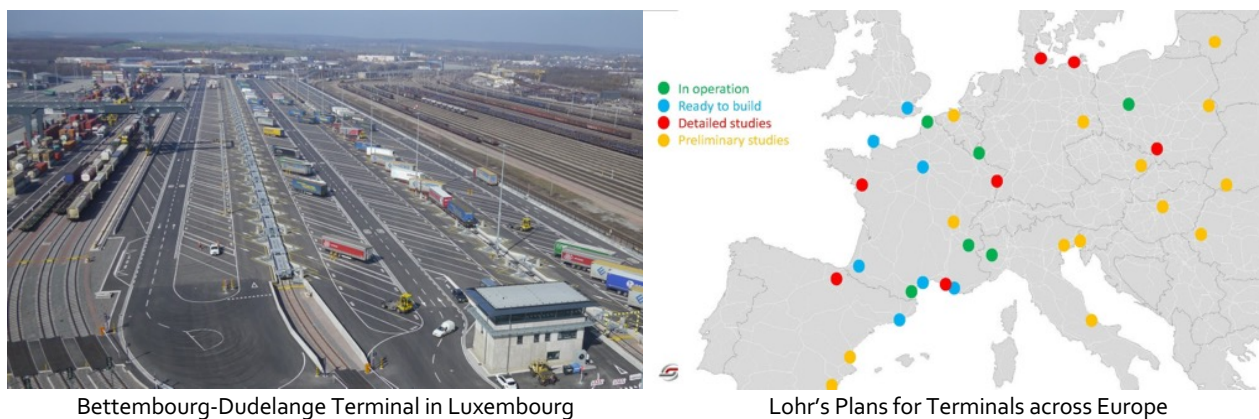 In operation
Ready to build
Detailed studies
Preliminary studies
Bettembourg-Dudelange Terminal in Luxembourg
Lohr's Plans for Terminals across Europe